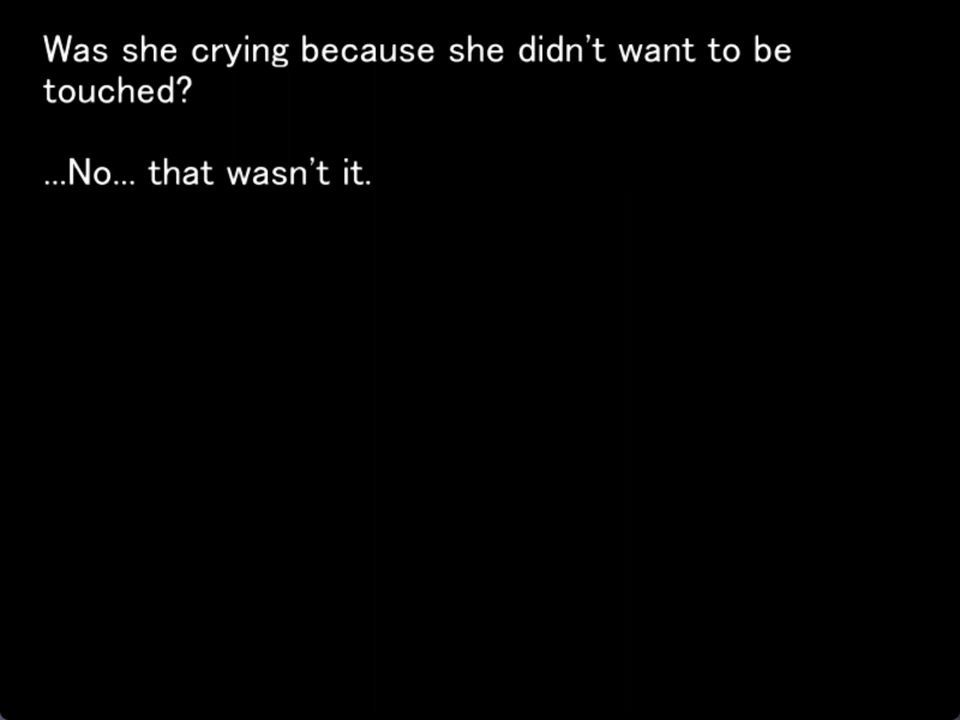 Was she crying because she didn't want to be
touched?
...No... that wasn't it.